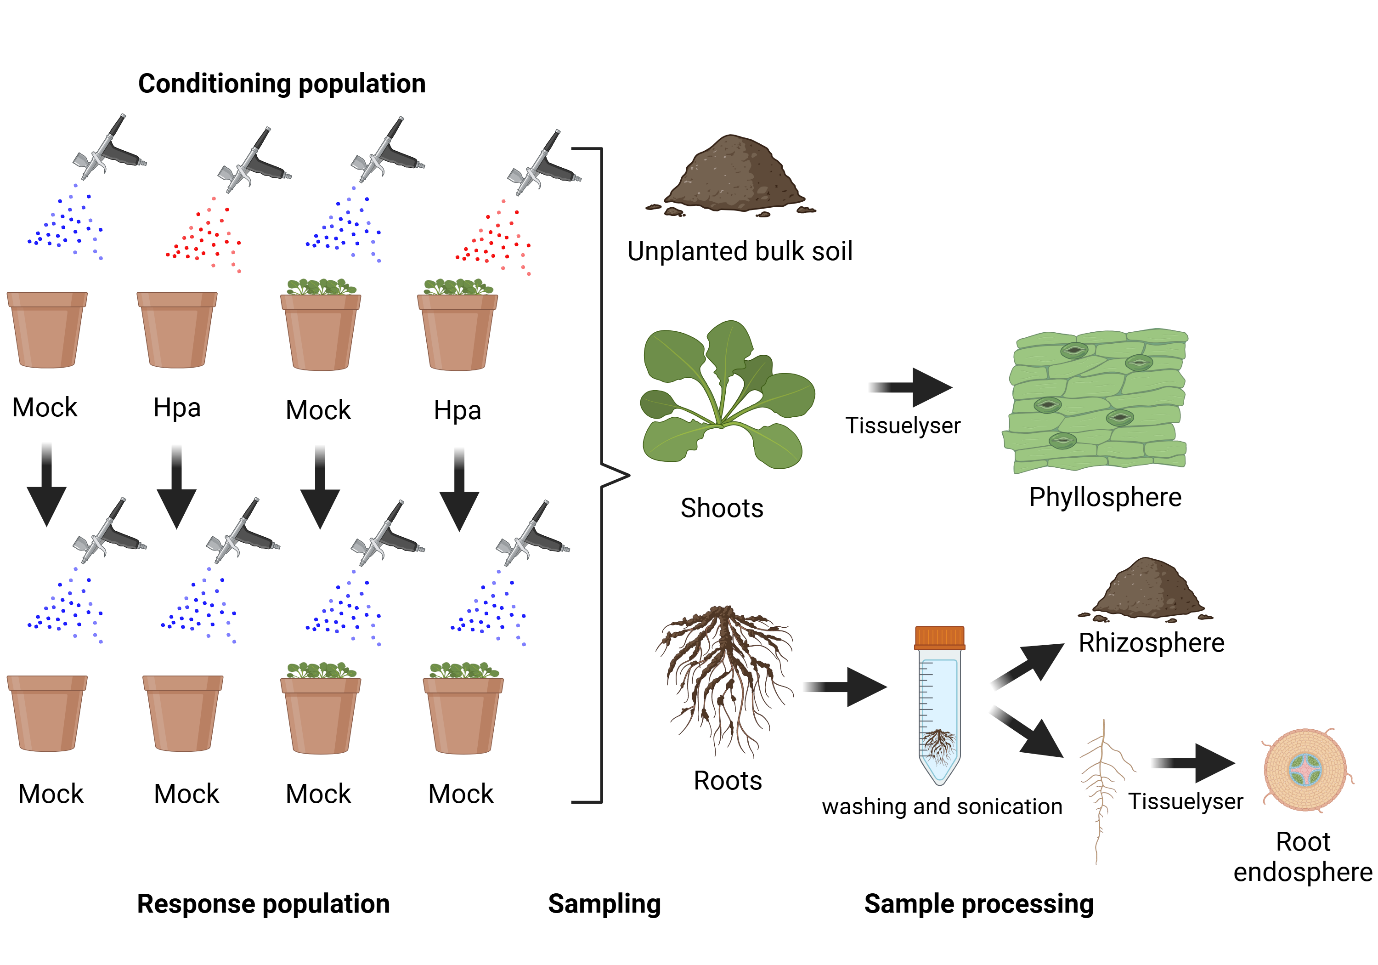 Conditioning population
Mock
Hpa
Mock
Hpa
Mock
Mock
Mock
Mock
Response population
Unplanted bulk soil
Shoots
Roots
Sampling
Tissuelyser
Phyllosphere
washing and sonication
Rhizosphere
Tissuelyser
Root
endosphere
Sample processing